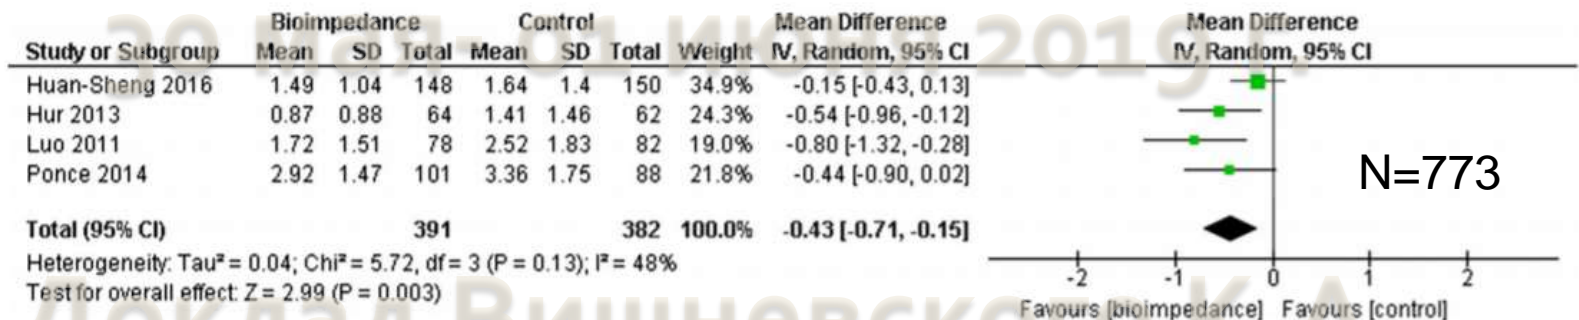 30 мая - 01 июня 2019 г.
Bioimpedance Control Mean Difference Mean Difference
Study or Subgroup Mean SD Total Mean SD Total Weight IV, Random, 95% CI IV, Random, 95% CI
Huan-Sheng 2016 1.49 1.04 148 1.64 1.4 150 34.9% -0.15 [-0.43, 0.13]
Hur 2013 0.87 0.88 64 1.41 1.46 62 24.3% -0.54 [-0.96, -0.12]
Luo 2011 1.72 1.51 78 2.52 1.83 82 19.0% -0.80 [-1.32, -0.28]
Ponce 2014 2.92 1.47 101 3.36 1.75 88 21.8% -0.44 [-0.90, 0.02]
N=773
Total (95% CI) 391 382 100.0% -0.43 [-0.71, -0.15]
Heterogeneity: Tau² = 0.04; Chi² = 5.72, df = 3 (P = 0.13); I² = 48%
Test for overall effect: Z = 2.99 (P = 0.003)
-2 -1 0 1 2
Favours [bioimpedance] Favours [control]
Доклад Вишневского К.А.